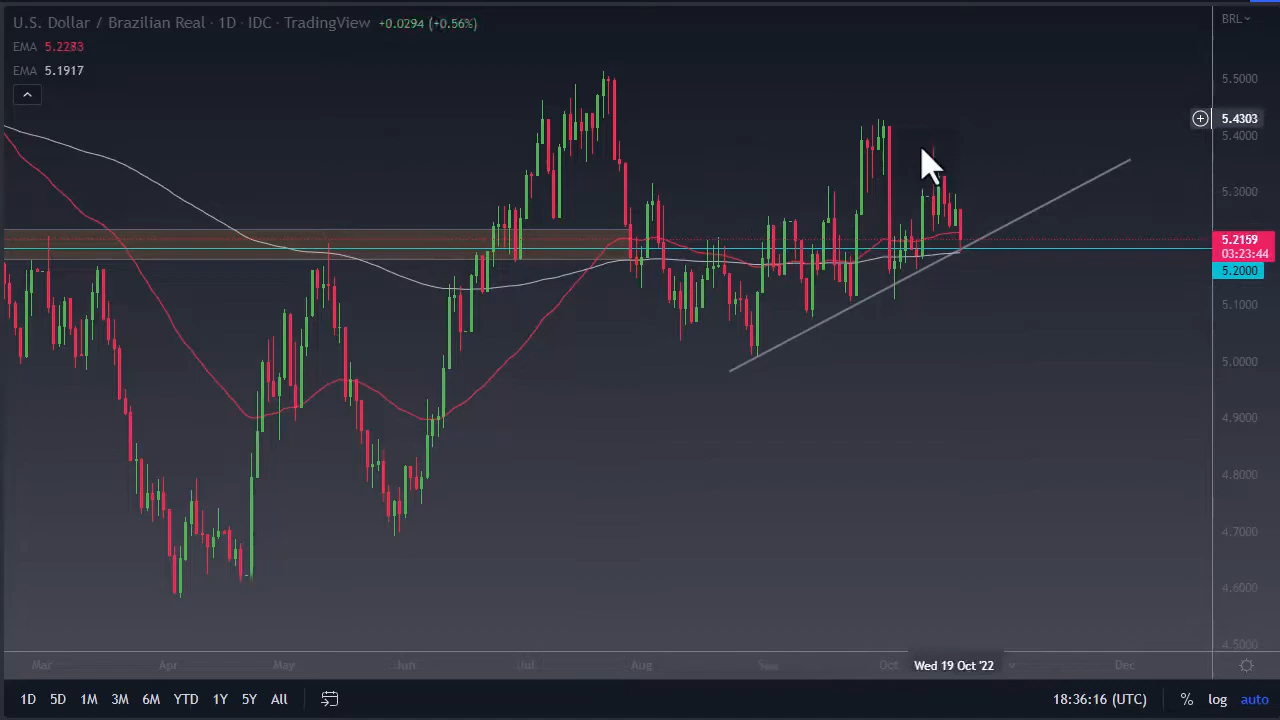 U.S. Dollar / Brazilian Real · 1D · IDC · TradingView +0.0294 (+0.56%)
BRL
EMA
EMA 5.1917
5.5000
5.4303
5.4000
5.3000
5.2159
03:23:44
5.2000
5.1000
5.0000
4.9000
4.8000
4.7000
4.6000
4.5000
Mar Apr May Jun Jul Aug Sep Oct Wed 19 Oct '22 Dec
1D 5D 1M 3M 6M YTD 1Y 5Y All 18:36:16 (UTC) % log auto